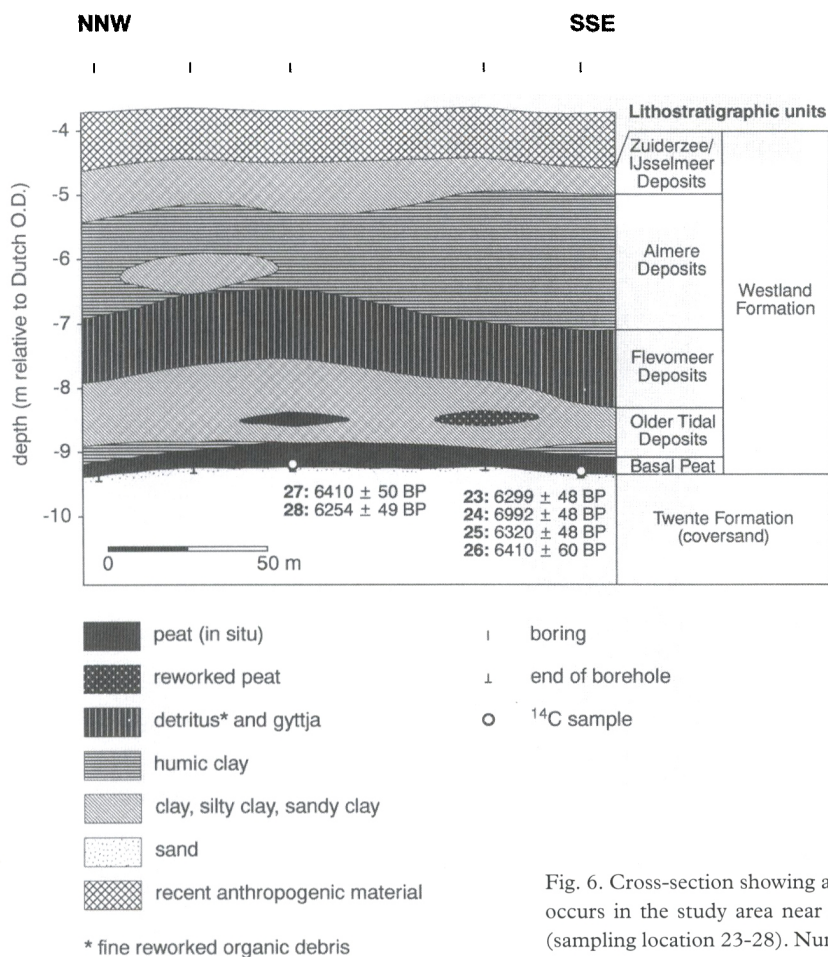 NNW
SSE
depth (m relative to Dutch O.D.)
-4
-5
-6
-7
-8
-9
-10
Lithostratigraphic units
Zuiderzee/
IJsselmeer
Deposits
Almere
Deposits
Westland
Formation
Flevomeer
Deposits
Older Tidal
Deposits
Basal Peat
Twente Formation
(coversand)
27: 6410 ± 50 BP
28: 6254 ± 49 BP
23: 6299 ± 48 BP
24: 6992 ± 48 BP
25: 6320 ± 48 BP
26: 6410 ± 60 BP
0 50 m
peat (in situ)
reworked peat
detritus* and gyttja
humic clay
clay, silty clay, sandy clay
sand
recent anthropogenic material
* fine reworked organic debris
boring
end of borehole
14C sample
Fig. 6. Cross-section showing a
occurs in the study area near
(sampling location 23-28). Nur